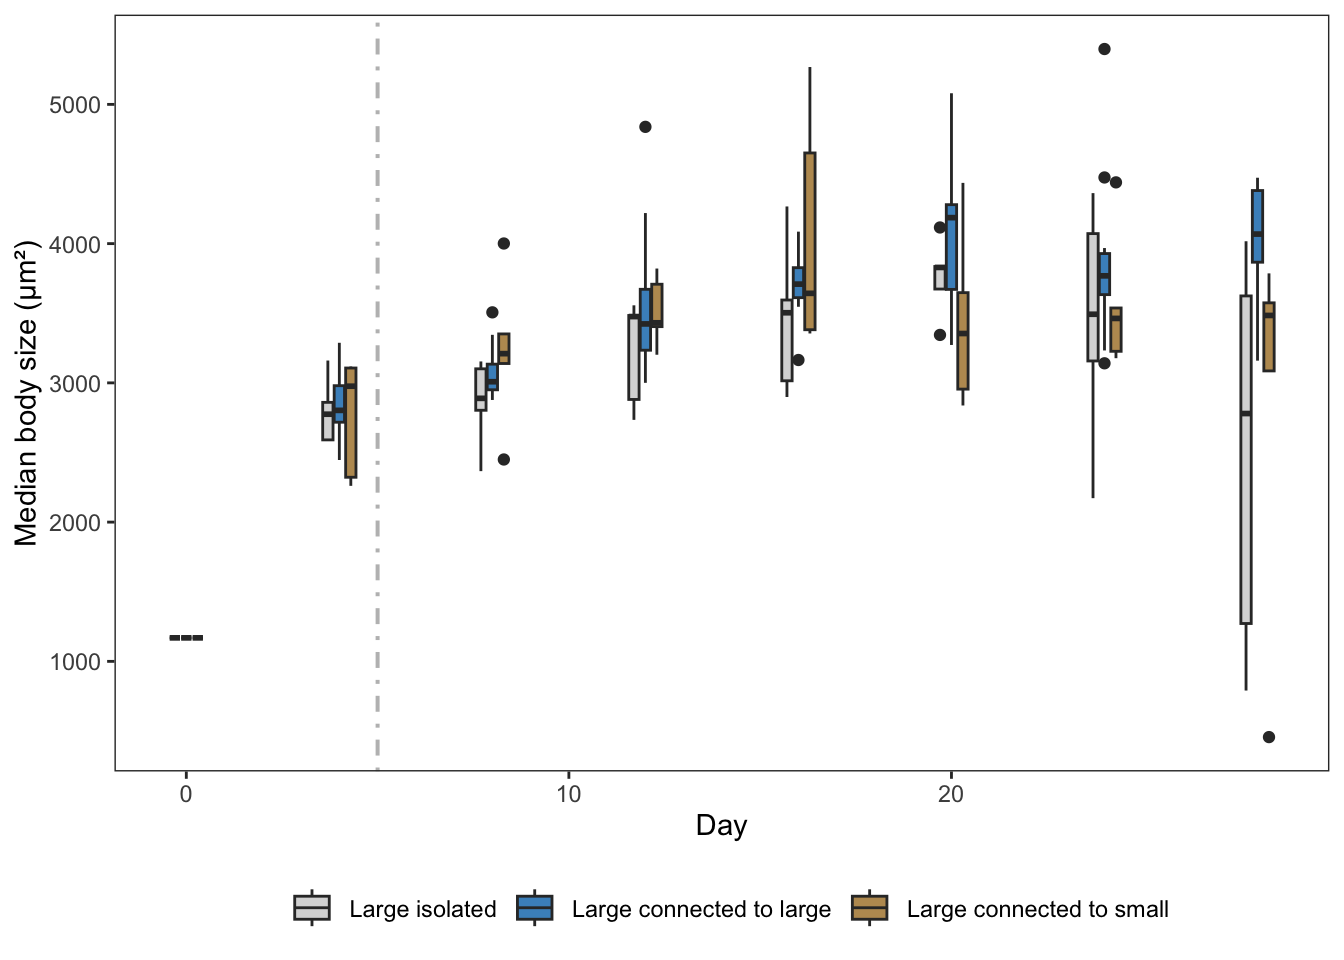 Median body size (μm²)
5000
4000
3000
2000
1000
0
10
20
Day
Large isolated
Large connected to large
Large connected to small